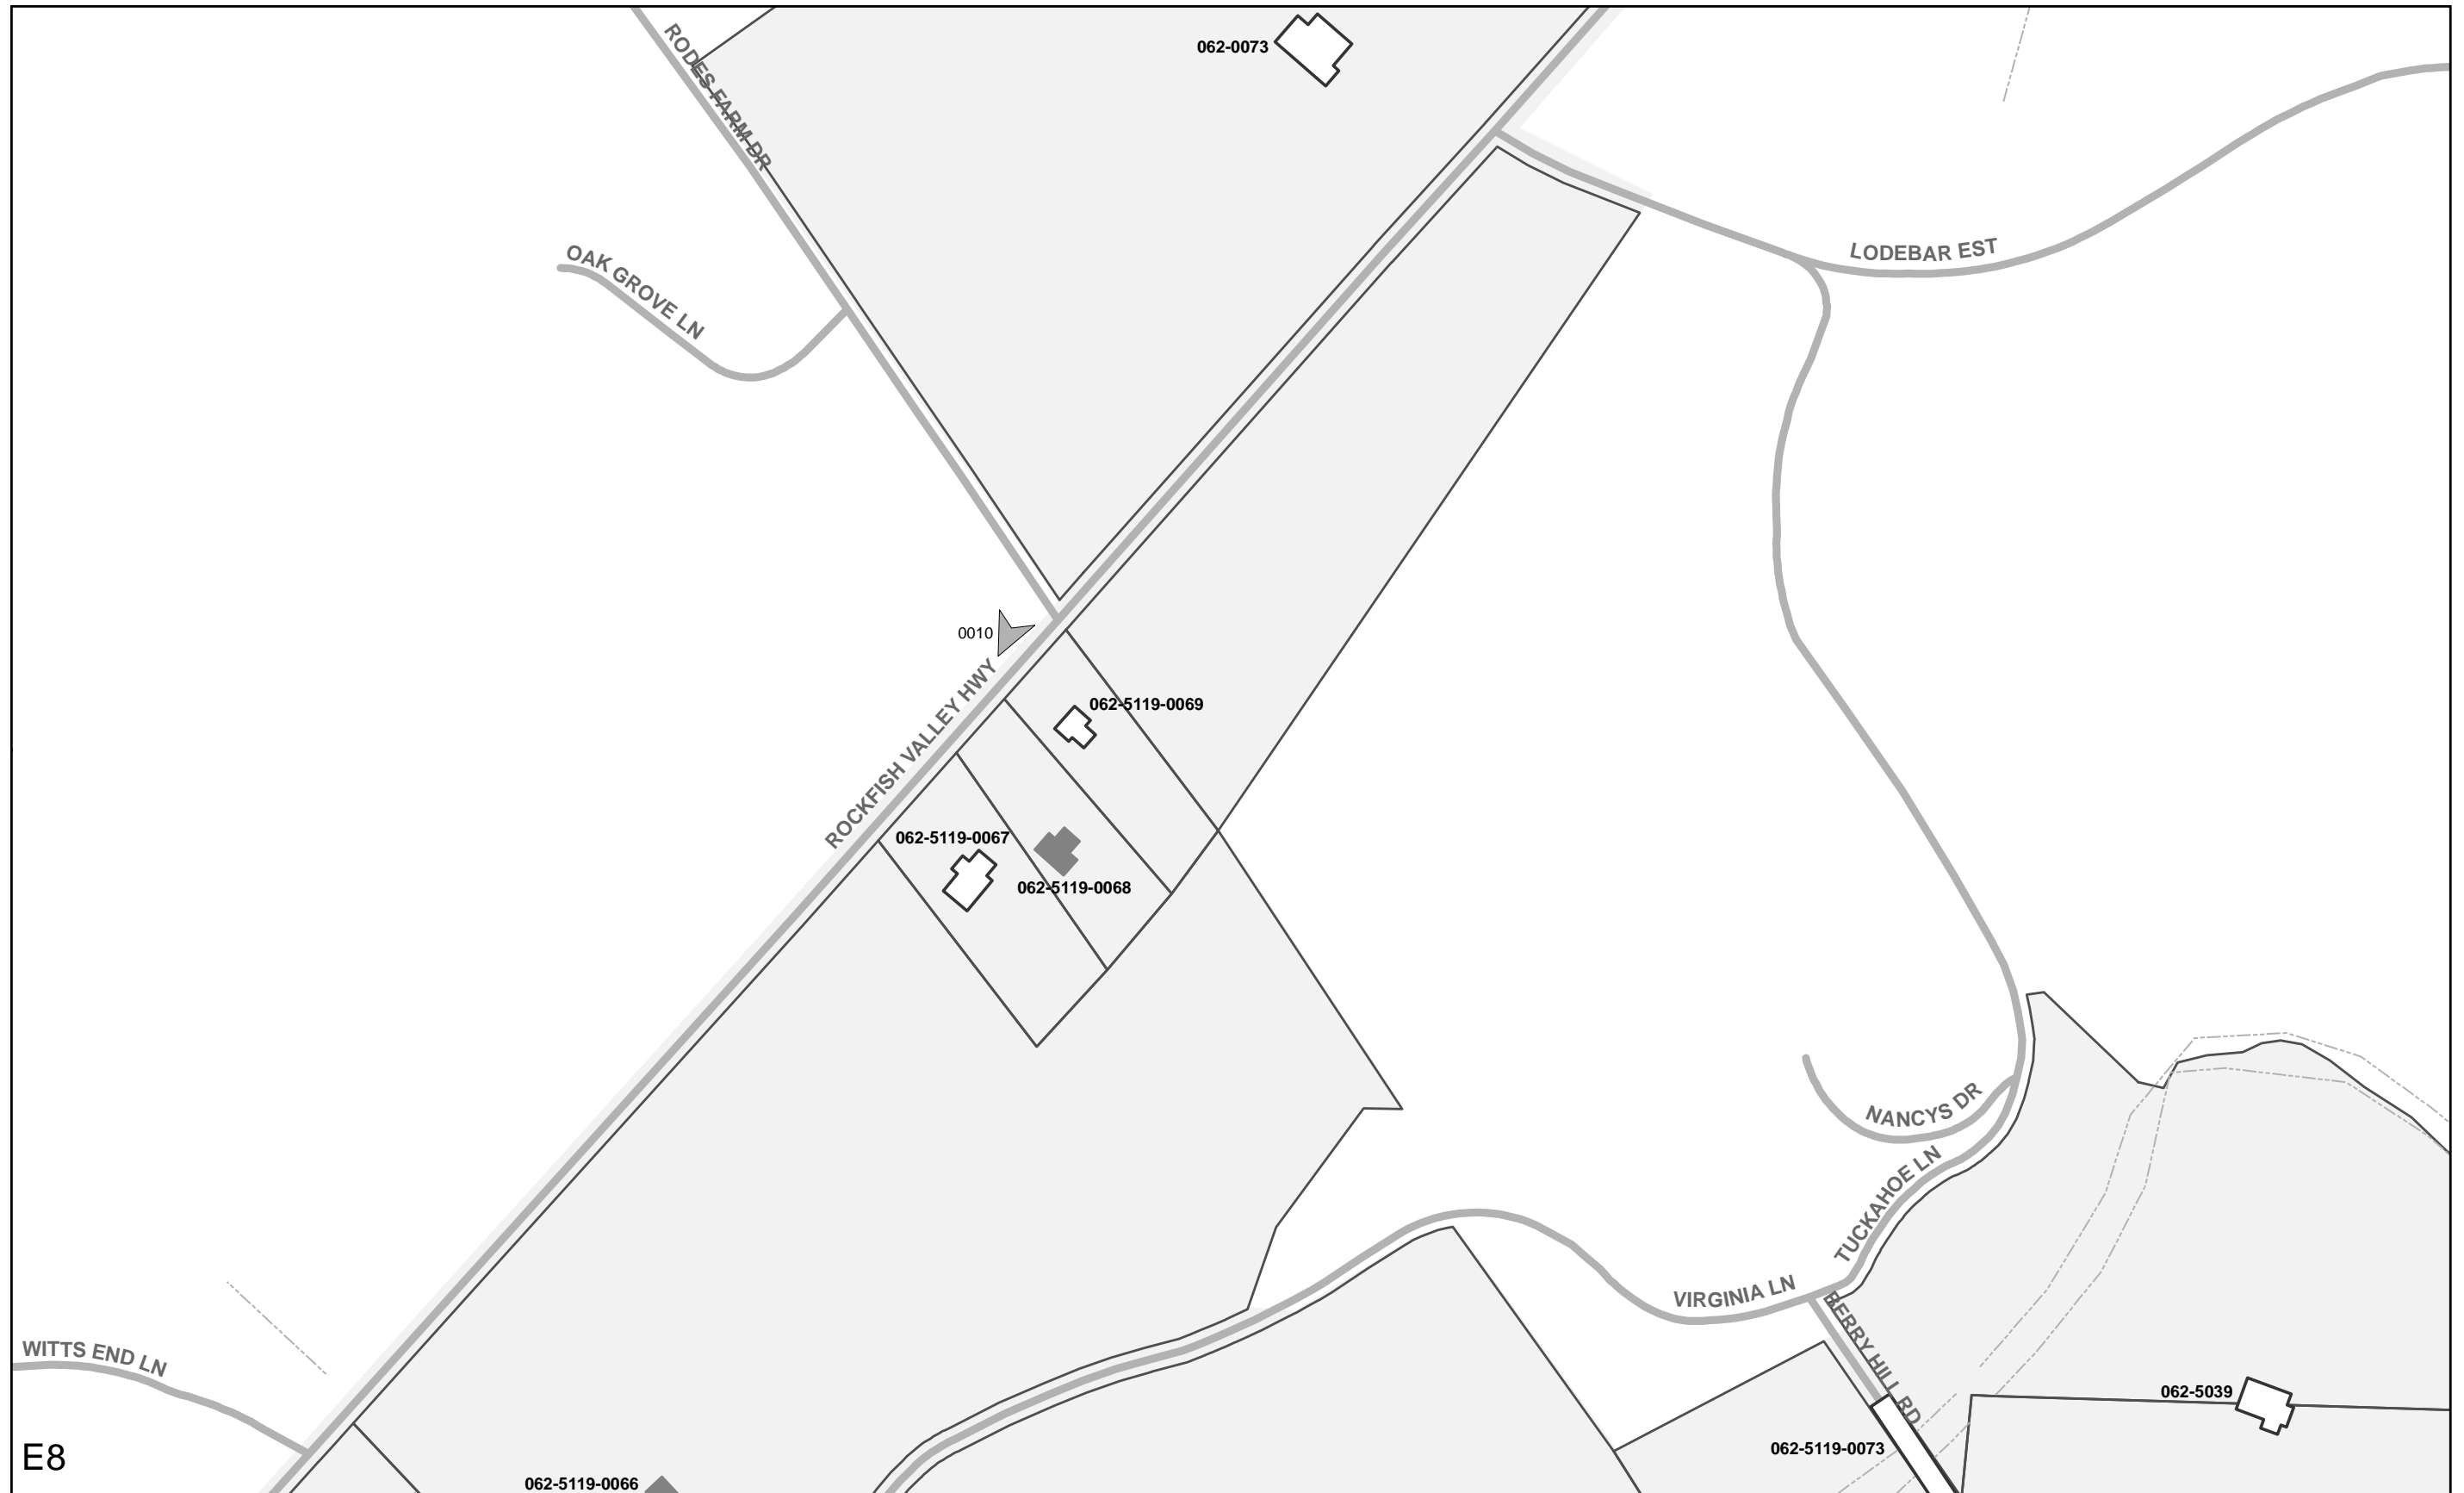 062-0073
RODES FARM DR
OAK GROVE LN
LODEBAR EST
0010
ROCKFISH VALLEY HWY
062-5119-0069
062-5119-0067
062-5119-0068
NANCYS DR
TUCKAHOE LN
VIRGINIA LN
BERRY HILL RD
WITTS END LN
062-5039
062-5119-0073
E8
062-5119-0066